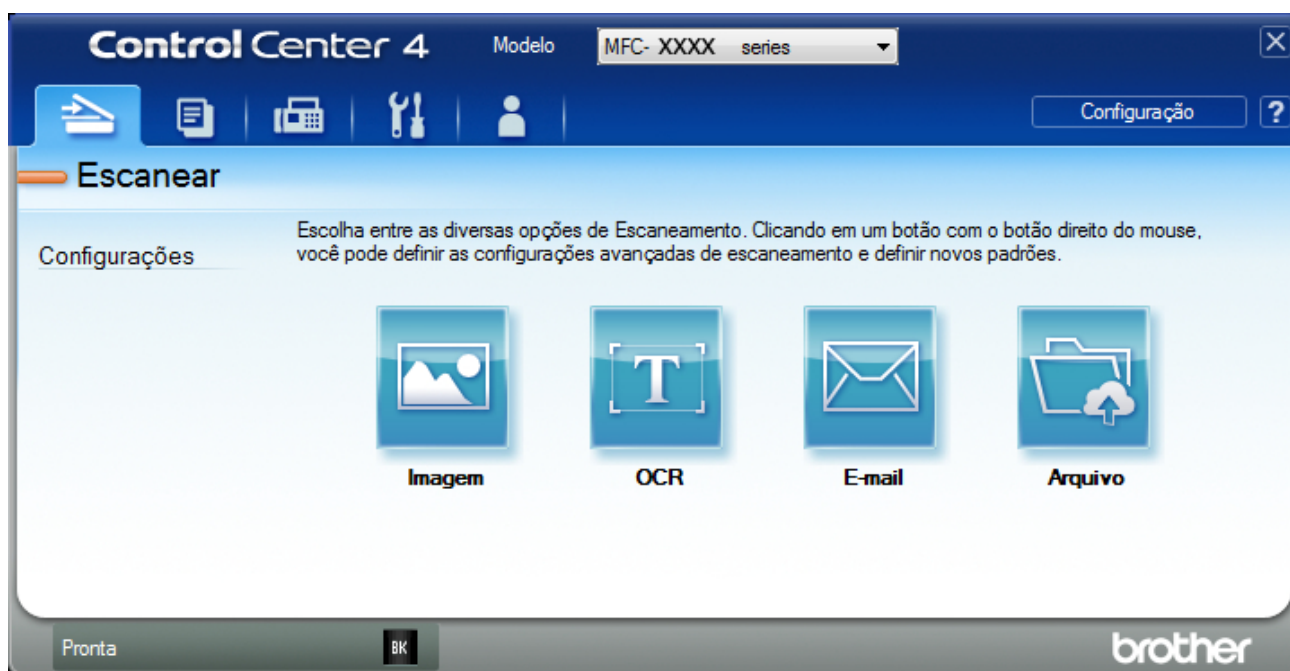 Control Center 4
Modelo
MFC- XXXX series
Configuração
?
Escanear
Configurações
Escolha entre as diversas opções de Escaneamento. Clicando em um botão com o botão direito do mouse,
você pode definir as configurações avançadas de escaneamento e definir novos padrões.
T
Imagem
OCR
E-mail
Arquivo
Pronta
BK
brother